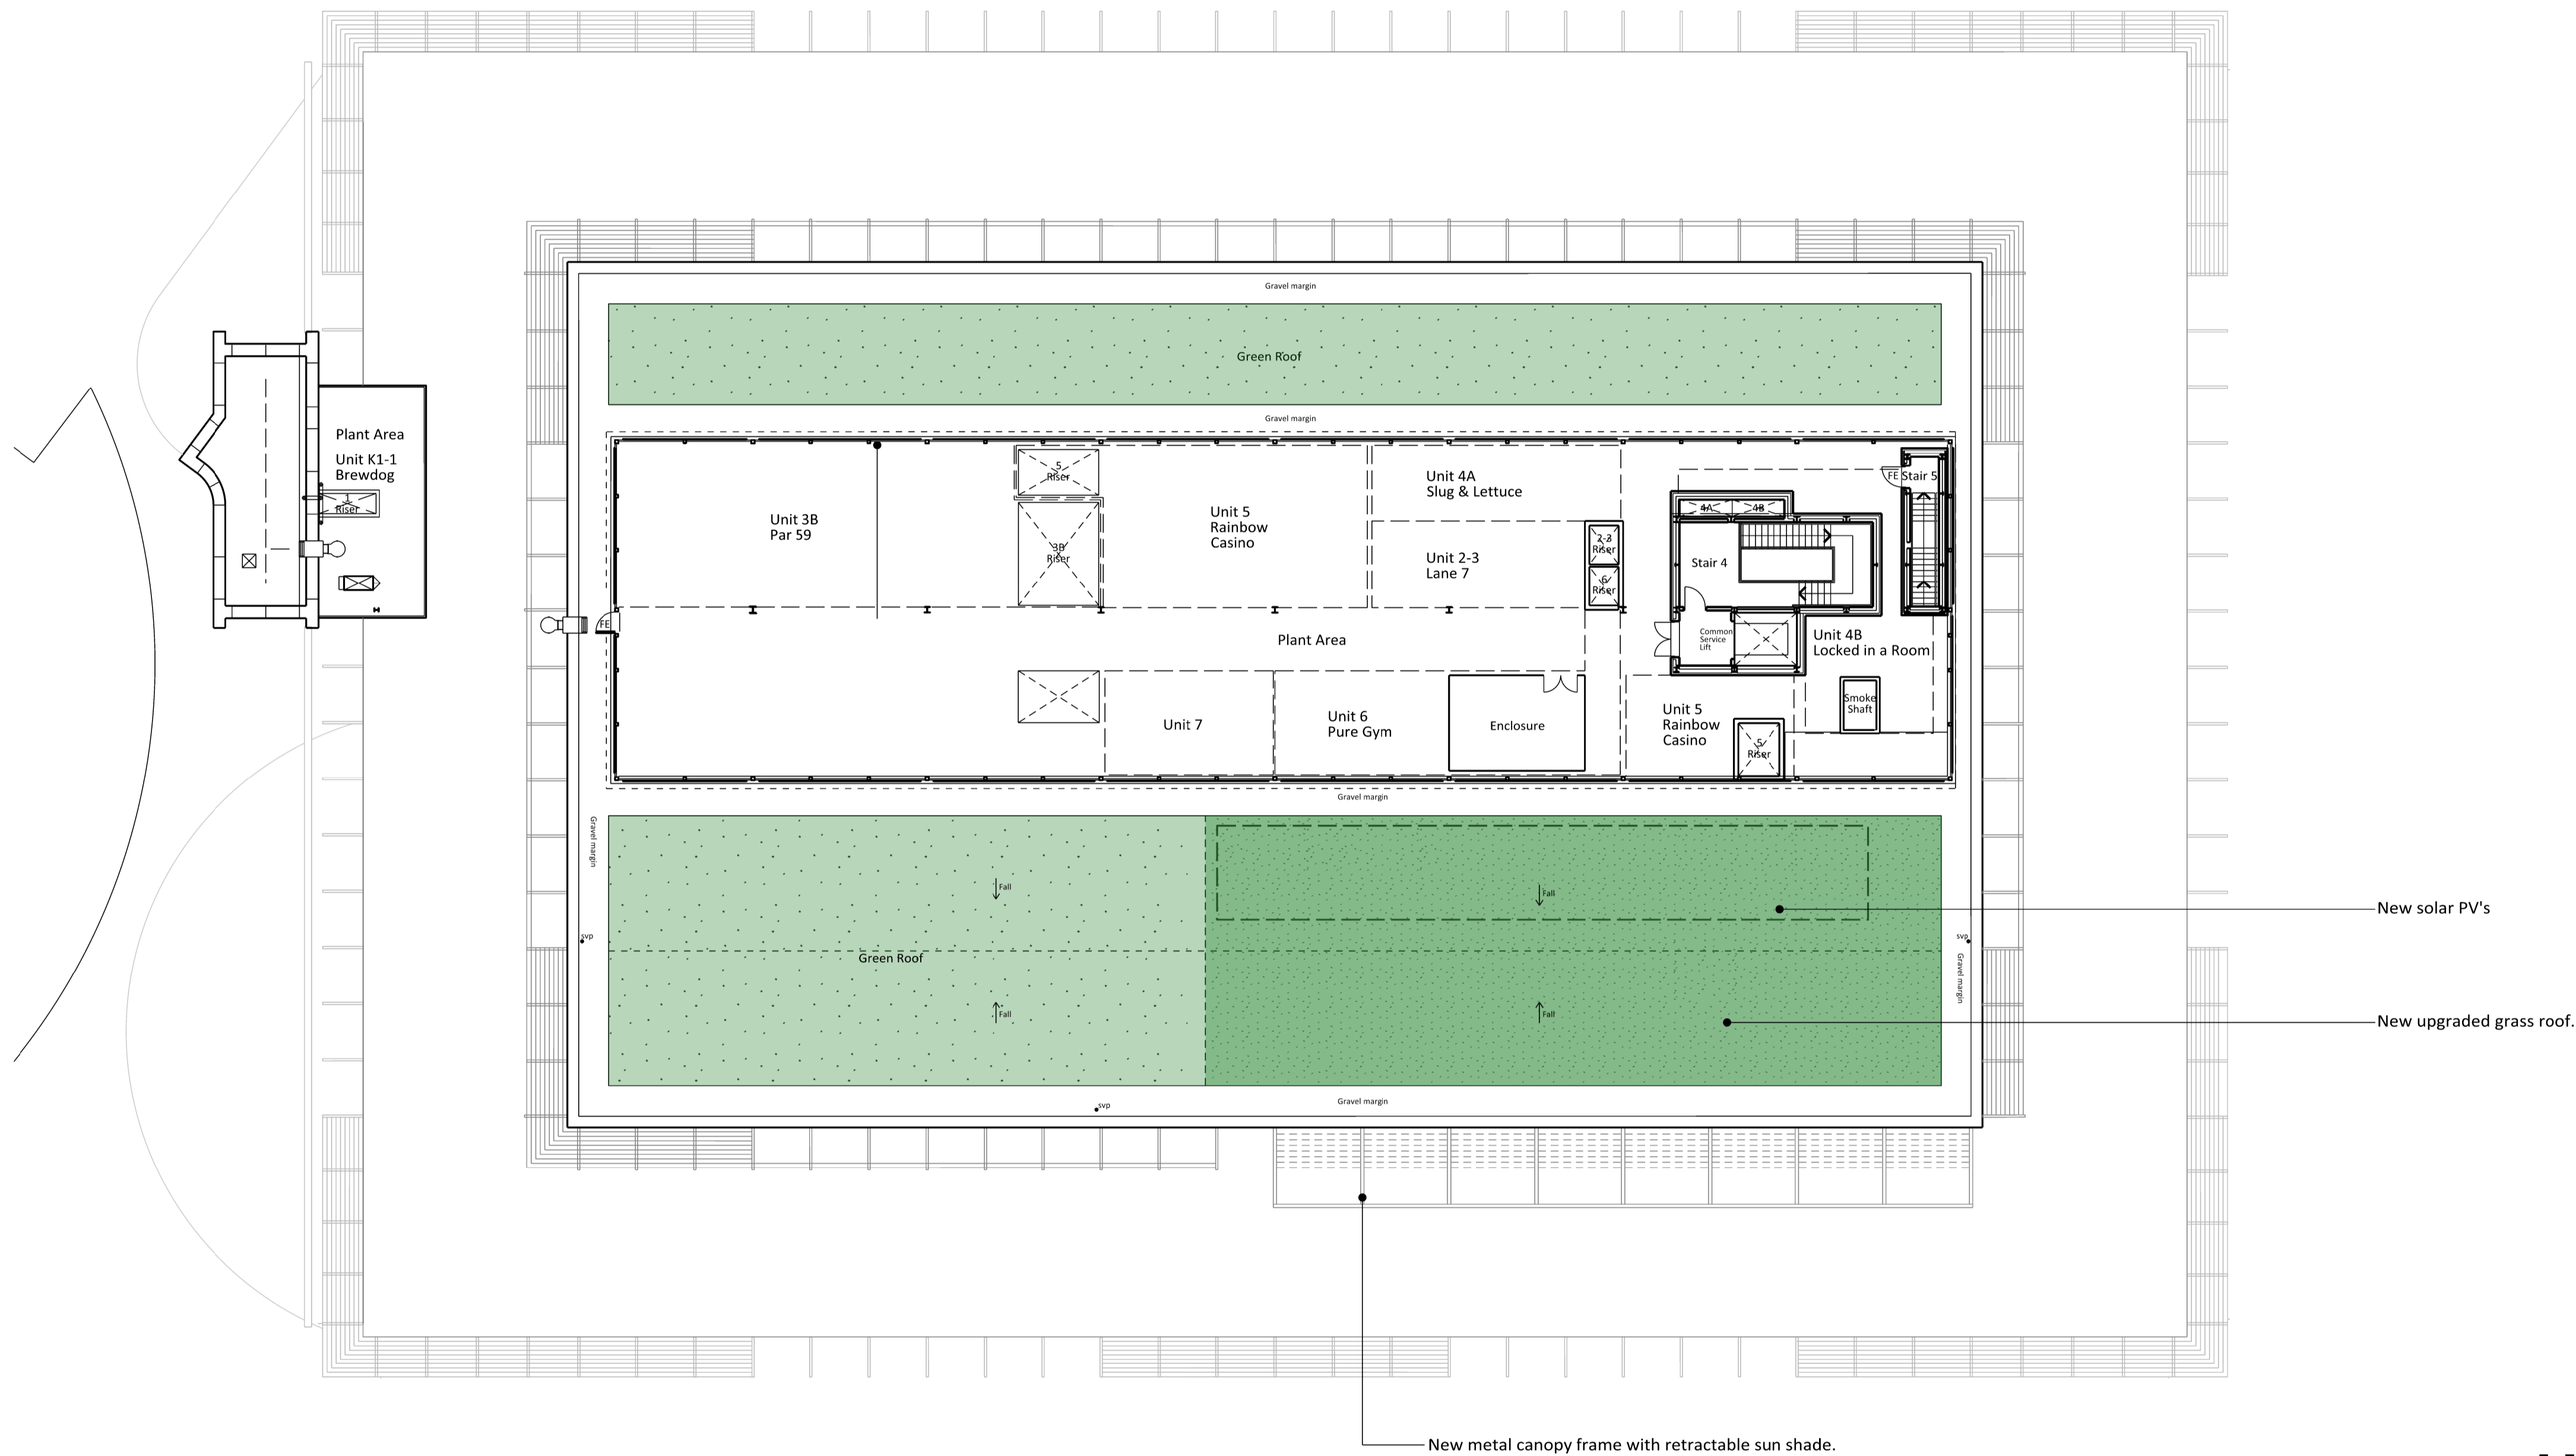 Gravel margin
Green Roof
Gravel margin
Plant Area
Unit K1-1
Brewdog
1
Riser
Unit 3B
Par 59
5
Riser
3B
Riser
Unit 5
Rainbow
Casino
Unit 4A
Slug & Lettuce
Unit 2-3
Lane 7
2-3
Riser
6
Riser
4A
4B
Stair 4
FE
Stair 5
FE
Plant Area
Common
Service
Lift
Unit 4B
Locked in a Room
Unit 7
Unit 6
Pure Gym
Enclosure
Unit 5
Rainbow
Casino
5
Riser
Smoke
Shaft
Gravel margin
Gravel margin
Fall
Fall
New solar PV's
svp
svp
Green Roof
Gravel margin
Fall
Fall
New upgraded grass roof.
svp
Gravel margin
New metal canopy frame with retractable sun shade.